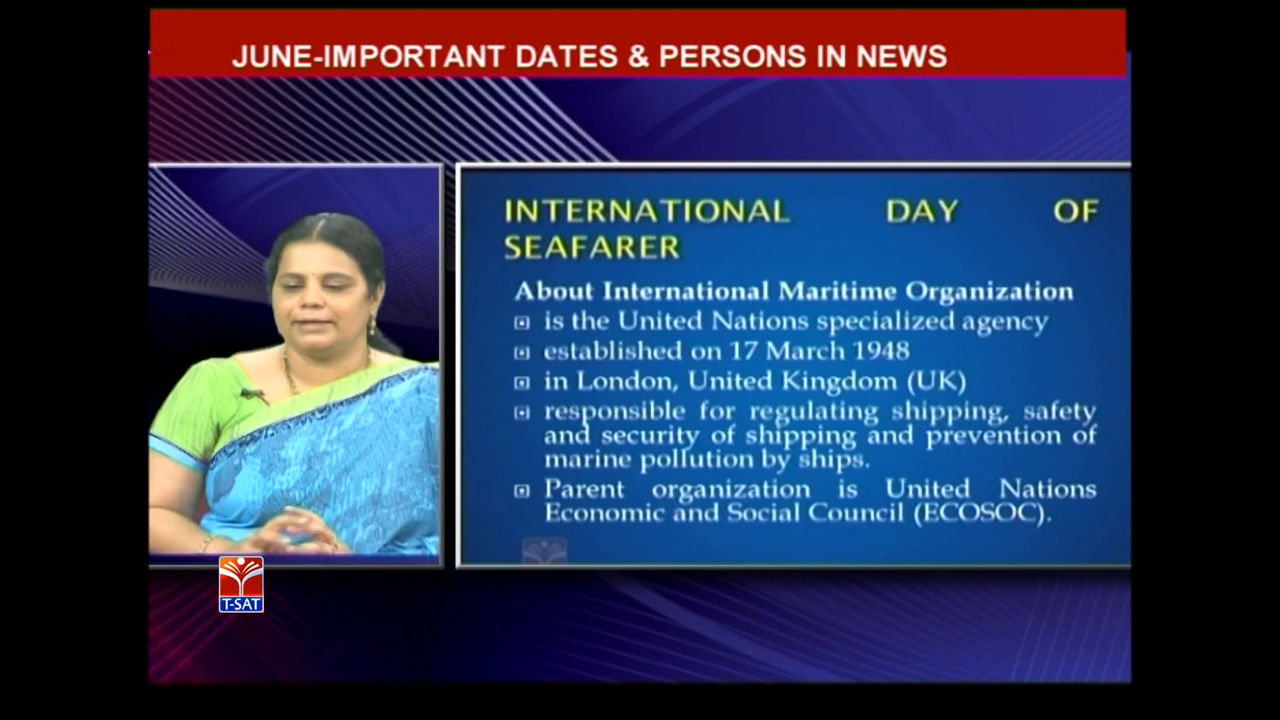 JUNE-IMPORTANT DATES & PERSONS IN NEWS
INTERNATIONAL DAY OF
SEAFARER
About International Maritime Organization
is the United Nations specialized agency
established on 17 March 1948
in London, United Kingdom (UK)
responsible for regulating shipping, safety
and security of shipping and prevention of
marine pollution by ships.
Parent organization is United Nations
Economic and Social Council (ECOSOC).
T-SAT